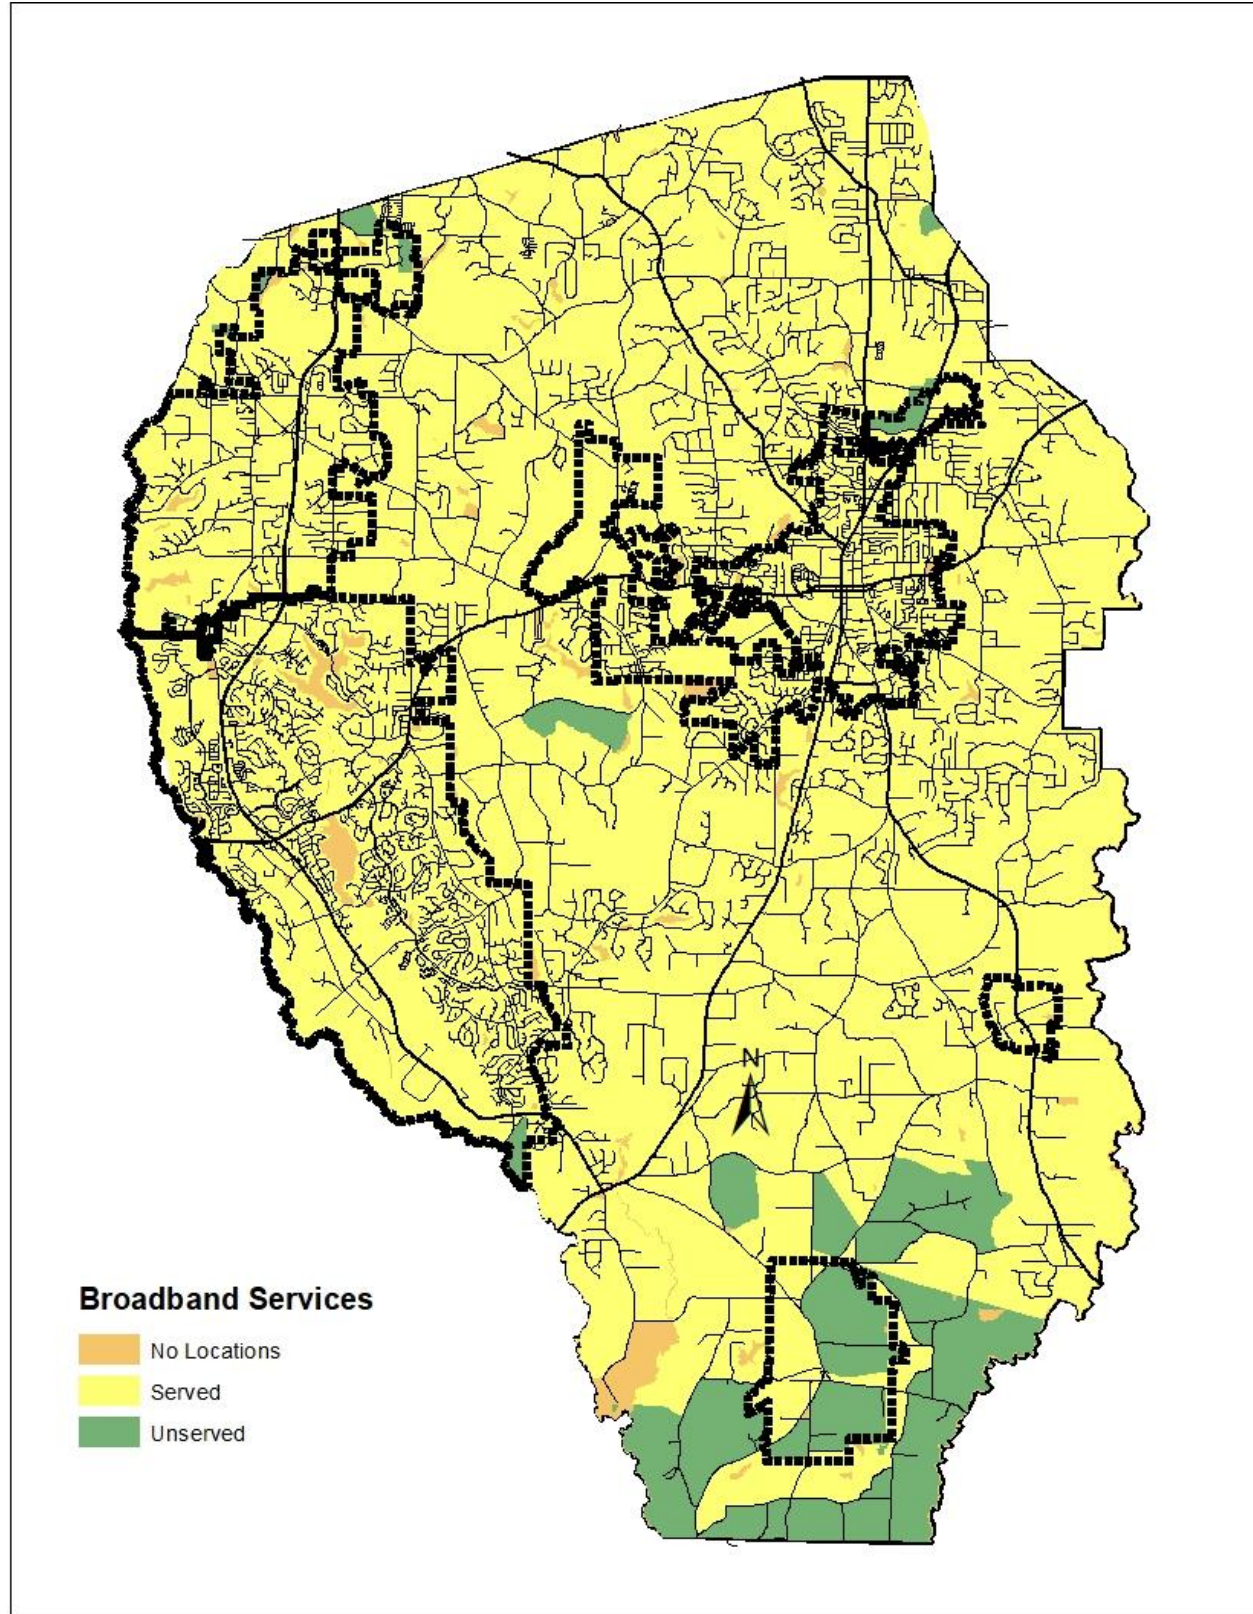 N
Broadband Services
No Locations
Served
Unserved